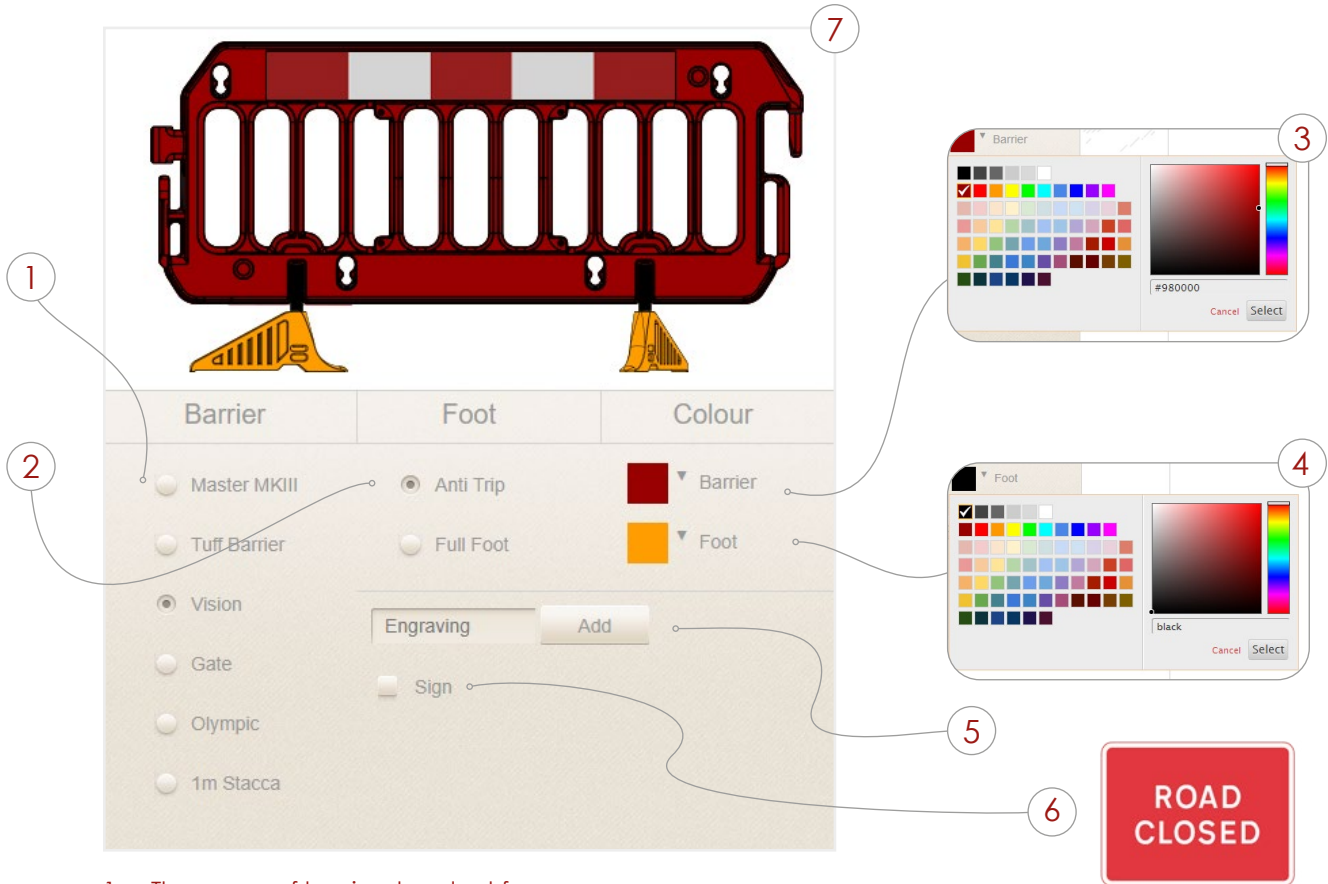 7
3
Barrier
#980000
Cancel Select
1
Barrier Foot Colour
2
4
Foot
black
Cancel Select
Master MKIII
Anti Trip
Barrier
Tuff Barrier
Full Foot
Foot
Vision
Engraving Add
Gate
Sign
Olympic
5
1m Stacca
6
ROAD
CLOSED